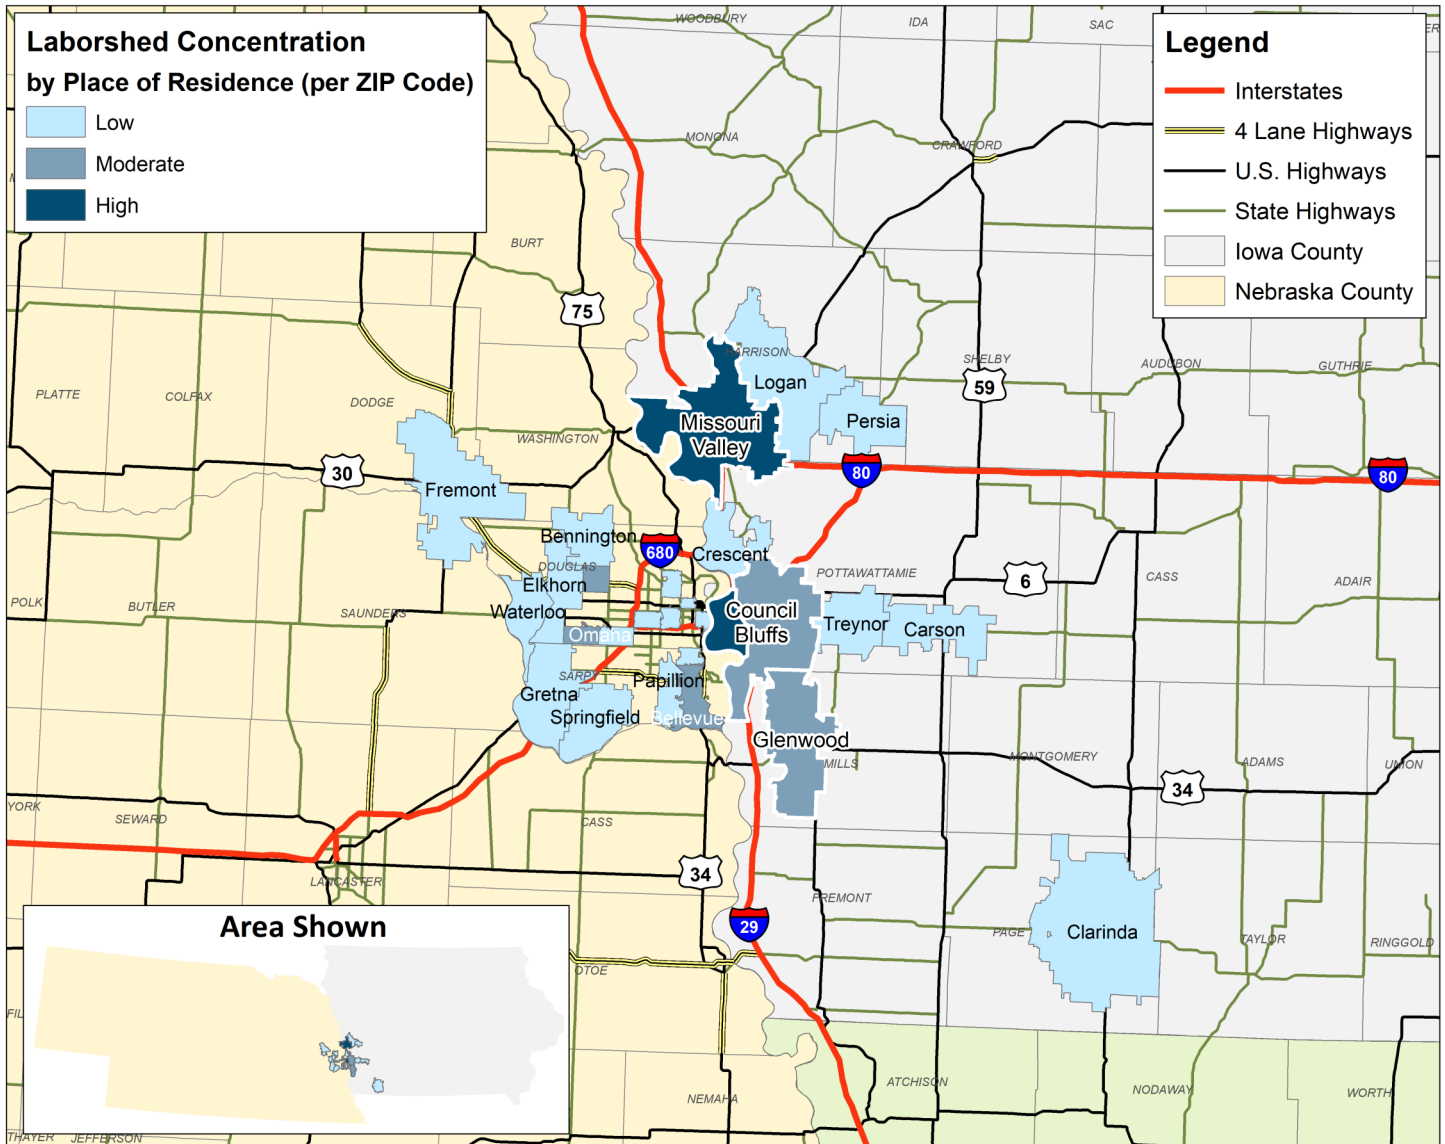 Laborshed Concentration
by Place of Residence (per ZIP Code)
Low
Moderate
High
Legend
Interstates
4 Lane Highways
U.S. Highways
State Highways
Iowa County
Nebraska County
WOODBURY
IDA
SAC
MONONA
CRAWFORD
BURT
75
HARRISON
SHELBY
AUDUBON
GUTHRIE
59
PLATTE
COLFAX
DODGE
Logan
Persia
Missouri
Valley
WASHINGTON
30
80
80
Fremont
Bennington
680
Crescent
DOUGLAS
Elkhorn
POTTAWATTAMIE
6
CASS
ADAIR
POLK
BUTLER
SAUNDERS
Waterloo
Council
Bluffs
Treynor
Carson
Omaha
SARPY
Papillion
Gretna
Springfield
Bellevue
Glenwood
MILLS
MONTGOMERY
ADAMS
UNION
34
YORK
SEWARD
CASS
34
LANCASTER
FREMONT
29
PAGE
Clarinda
TAYLOR
RINGGOLD
Area Shown
OTOE
FIL
NEMAHA
ATCHISON
NODAWAY
WORTH
THAYER
JEFFERSON